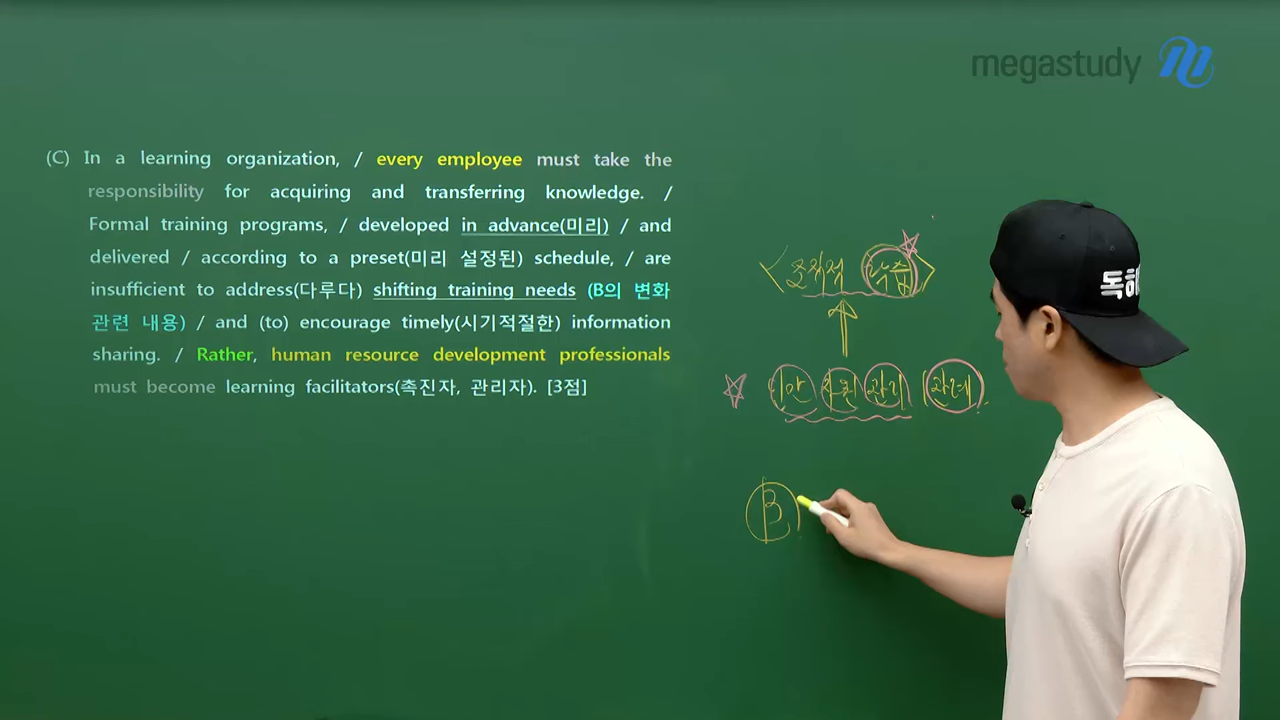 megastudy
(C) In a learning organization, / every employee must take the
responsibility for acquiring and transferring knowledge. /
Formal training programs, / developed in advance(미리) / and
delivered / according to a preset(미리 설정된) schedule, / are
insufficient to address(다루다) shifting training needs (B의 변화
관련 내용) / and (to) encourage timely(시기적절한) information
sharing. / Rather, human resource development professionals
must become learning facilitators(촉진자, 관리자). [3점]
조직적 학습
관리
B